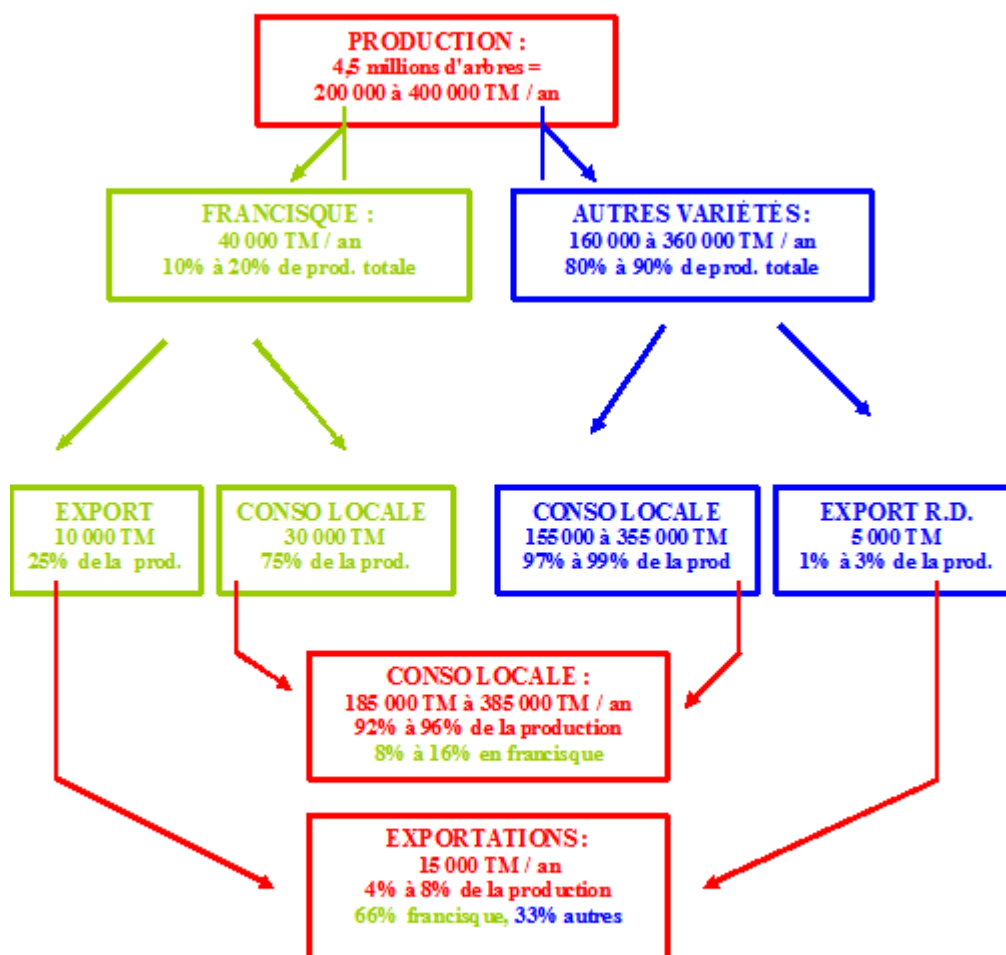 PRODUCTION :
4,5 millions d'arbres =
200 000 à 400 000 TM / an
FRANCISQUE :
40 000 TM / an
10% à 20% de prod. totale
AUTRES VARIÉTÉS :
160 000 à 360 000 TM / an
80% à 90% de prod. totale
EXPORT
10 000 TM
25% de la prod.
CONSO LOCALE
30 000 TM
75% de la prod.
CONSO LOCALE
155 000 à 355 000 TM
97% à 99% de la prod
EXPORT R.D.
5 000 TM
1% à 3% de la prod.
CONSO LOCALE :
185 000 TM à 385 000 TM / an
92% à 96% de la production
8% à 16% en francisque
EXPORTATIONS :
15 000 TM / an
4% à 8% de la production
66% francisque, 33% autres